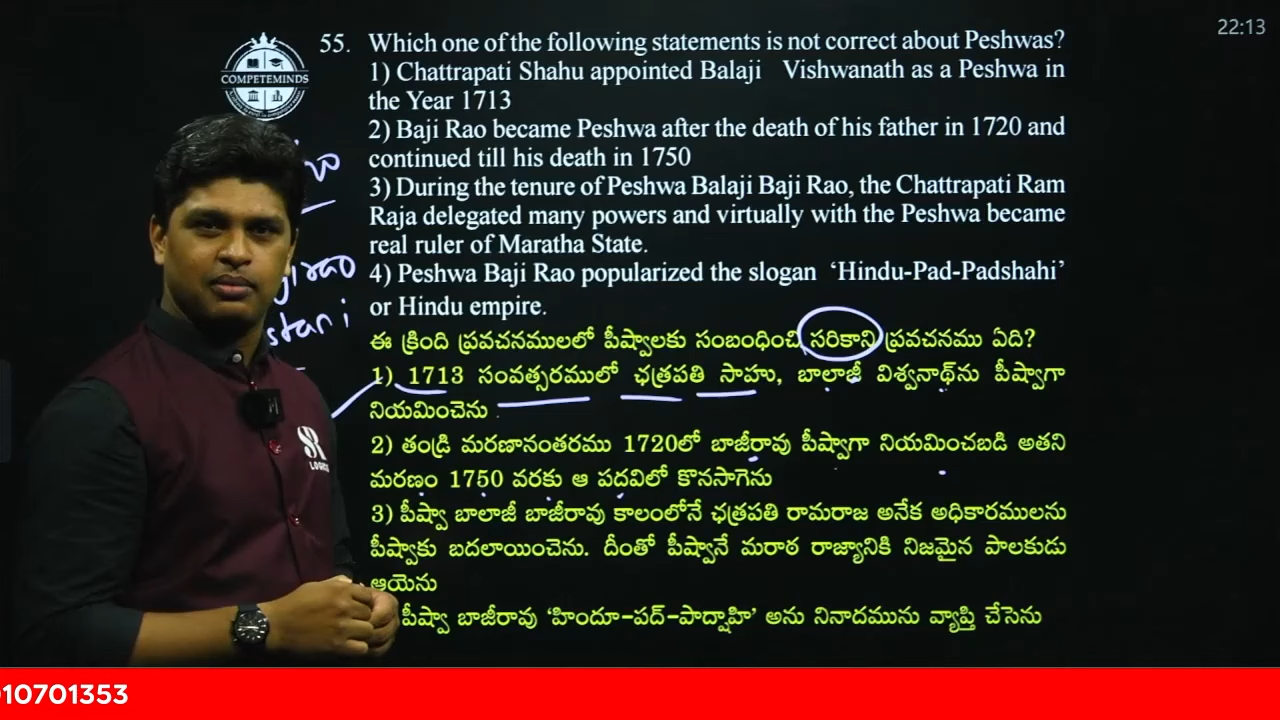 22:13
COMPETEMINDS
55. Which one of the following statements is not correct about Peshwas?
1) Chattrapati Shahu appointed Balaji Vishwanath as a Peshwa in
the Year 1713
2) Baji Rao became Peshwa after the death of his father in 1720 and
continued till his death in 1750
3) During the tenure of Peshwa Balaji Baji Rao, the Chattrapati Ram
Raja delegated many powers and virtually with the Peshwa became
real ruler of Maratha State.
4) Peshwa Baji Rao popularized the slogan ‘Hindu-Pad-Padshahi’
or Hindu empire.
ఈ క్రింది ప్రవచనములలో పీష్వాలకు సంబంధించి సరికాని ప్రవచనము ఏది?
1) 1713 సంవత్సరములో ఛత్రపతి సాహు, బాలాజీ విశ్వనాథ్‌ను పీష్వాగా
నియమించెను
2) తండ్రి మరణానంతరము 1720లో బాజీరావు పీష్వాగా నియమించబడి అతని
మరణం 1750 వరకు ఆ పదవిలో కొనసాగెను
3) పీష్వా బాలాజీ బాజీరావు కాలంలోనే ఛత్రపతి రామరాజ అనేక అధికారములను
పీష్వాకు బదలాయించెను. దీంతో పీష్వానే మరాఠ రాజ్యానికి నిజమైన పాలకుడు
ఆయెను
పీష్వా బాజీరావు ‘హిందూ-పద్-పాద్షాహి’ అను నినాదమును వ్యాప్తి చేసెను
SR
10701353